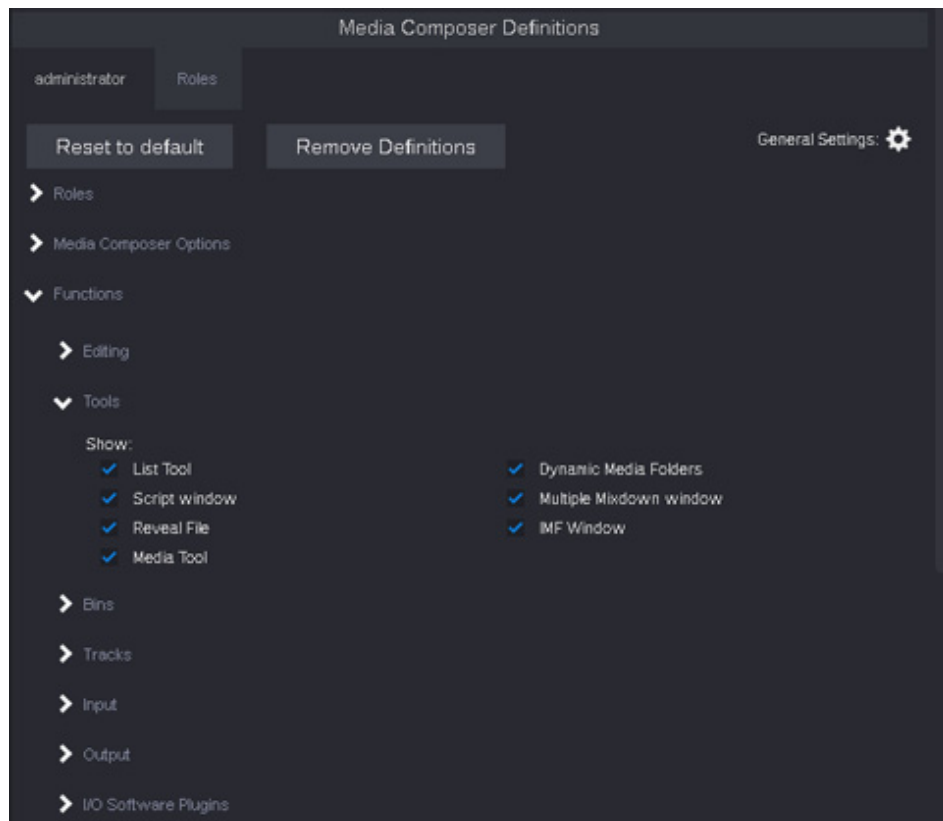 Media Composer Definitions
administrator Roles
Reset to default Remove Definitions General Settings:
Roles
Media Composer Options
Functions
Editing
Tools
Show:
List Tool Dynamic Media Folders
Script window Multiple Mixdown window
Reveal File IMF Window
Media Tool
Bins
Tracks
Input
Output
I/O Software Plugins